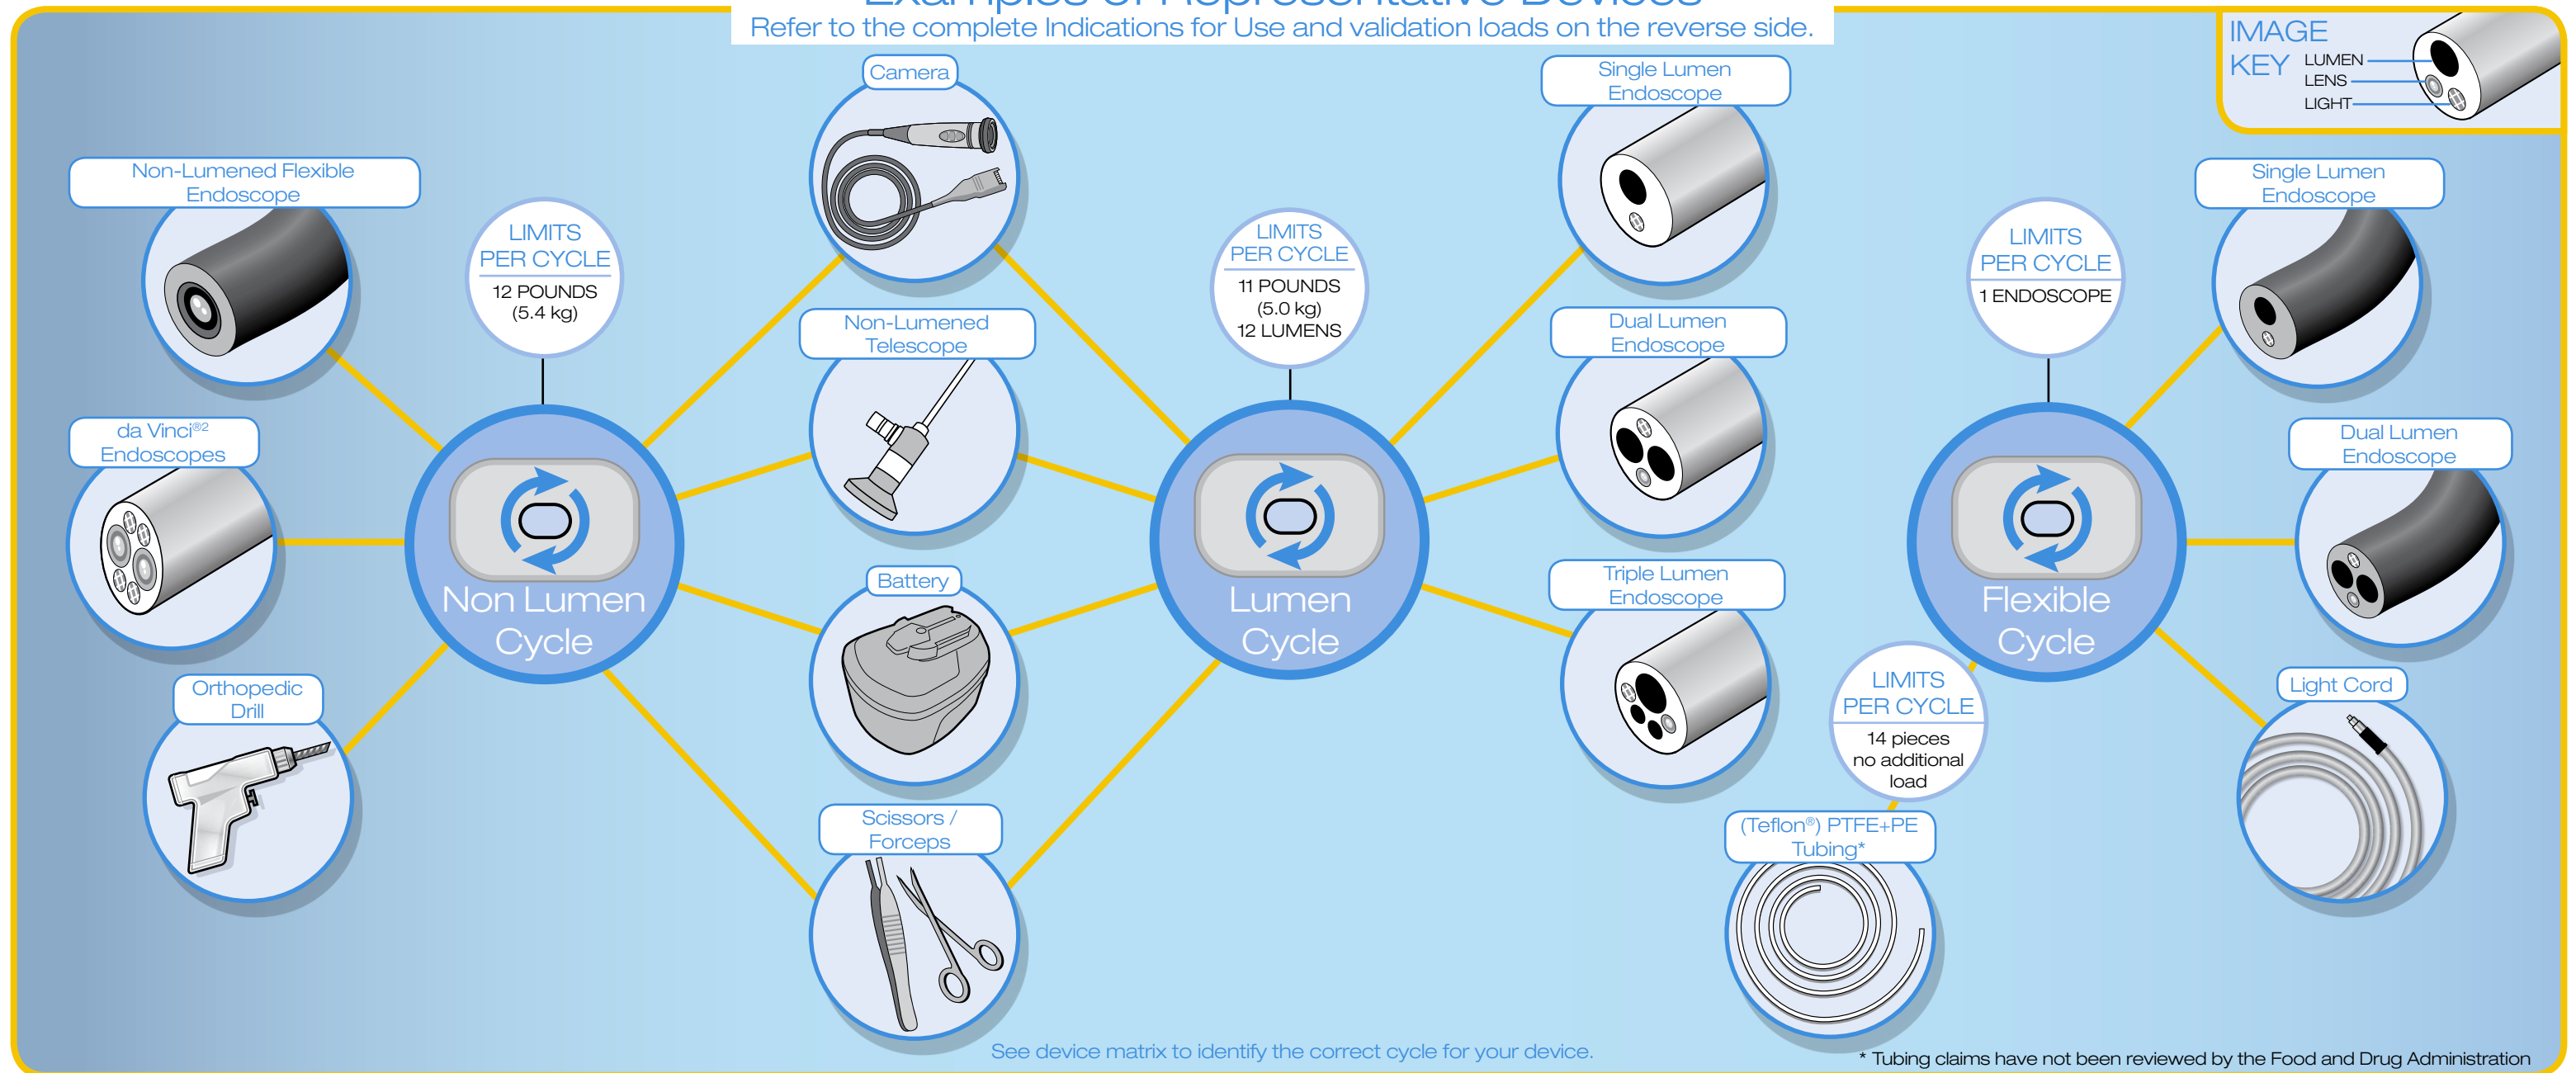 Examples of Representative Devices
Refer to the complete Indications for Use and validation loads on the reverse side.
IMAGE
KEY
LUMEN
LENS
LIGHT
Non-Lumened Flexible
Endoscope
da Vinci®²
Endoscopes
Orthopedic
Drill
LIMITS
PER CYCLE
12 POUNDS
(5.4 kg)
Non Lumen
Cycle
Camera
Non-Lumened
Telescope
Battery
Scissors /
Forceps
LIMITS
PER CYCLE
11 POUNDS
(5.0 kg)
12 LUMENS
Lumen
Cycle
Single Lumen
Endoscope
Dual Lumen
Endoscope
Triple Lumen
Endoscope
LIMITS
PER CYCLE
1 ENDOSCOPE
Flexible
Cycle
LIMITS
PER CYCLE
14 pieces
no additional
load
(Teflon®) PTFE+PE
Tubing*
Single Lumen
Endoscope
Dual Lumen
Endoscope
Light Cord
See device matrix to identify the correct cycle for your device.
* Tubing claims have not been reviewed by the Food and Drug Administration